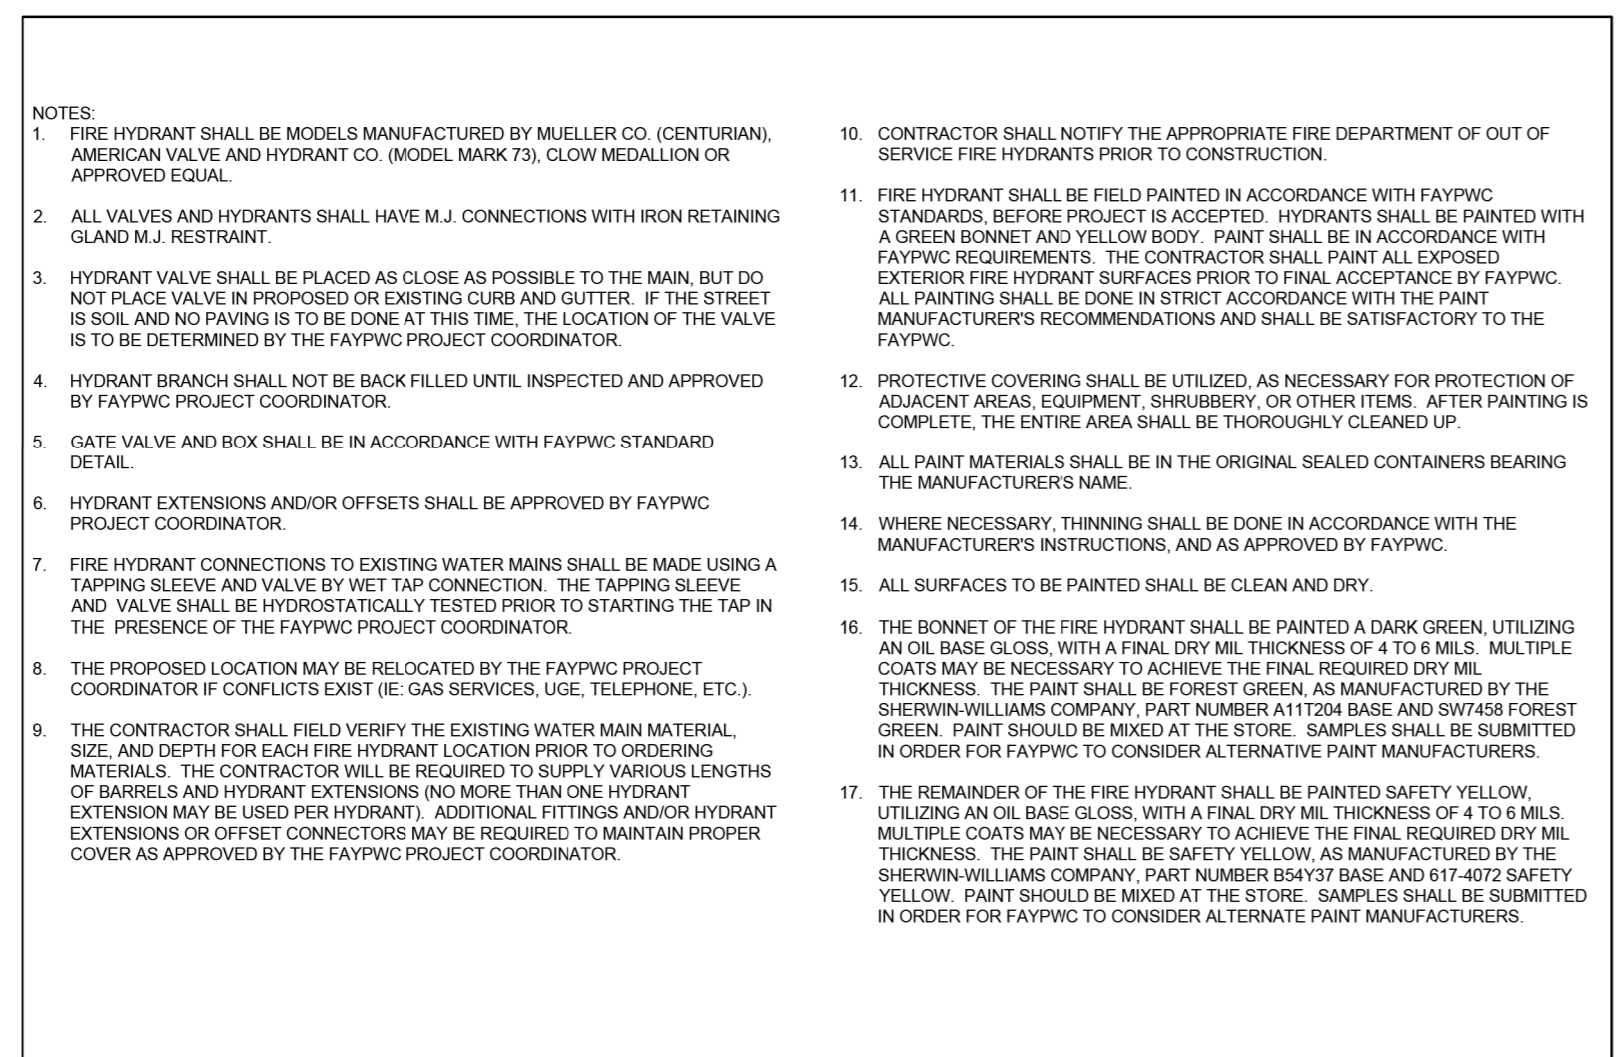 NOTES:
1. FIRE HYDRANT SHALL BE MODELS MANUFACTURED BY MUELLER CO. (CENTURIAN),
AMERICAN VALVE AND HYDRANT CO. (MODEL MARK 73), CLOW MEDALLION OR
APPROVED EQUAL.
2. ALL VALVES AND HYDRANTS SHALL HAVE M.J. CONNECTIONS WITH IRON RETAINING
GLAND M.J. RESTRAINT.
3. HYDRANT VALVE SHALL BE PLACED AS CLOSE AS POSSIBLE TO THE MAIN, BUT DO
NOT PLACE VALVE IN PROPOSED OR EXISTING CURB AND GUTTER. IF THE STREET
IS SOIL AND NO PAVING IS TO BE DONE AT THIS TIME, THE LOCATION OF THE VALVE
IS TO BE DETERMINED BY THE FAYPWC PROJECT COORDINATOR.
4. HYDRANT BRANCH SHALL NOT BE BACK FILLED UNTIL INSPECTED AND APPROVED
BY FAYPWC PROJECT COORDINATOR.
5. GATE VALVE AND BOX SHALL BE IN ACCORDANCE WITH FAYPWC STANDARD
DETAIL.
6. HYDRANT EXTENSIONS AND/OR OFFSETS SHALL BE APPROVED BY FAYPWC
PROJECT COORDINATOR.
7. FIRE HYDRANT CONNECTIONS TO EXISTING WATER MAINS SHALL BE MADE USING A
TAPPING SLEEVE AND VALVE BY WET TAP CONNECTION. THE TAPPING SLEEVE
AND VALVE SHALL BE HYDROSTATICALLY TESTED PRIOR TO STARTING THE TAP IN
THE PRESENCE OF THE FAYPWC PROJECT COORDINATOR.
8. THE PROPOSED LOCATION MAY BE RELOCATED BY THE FAYPWC PROJECT
COORDINATOR IF CONFLICTS EXIST (IE: GAS SERVICES, UGE, TELEPHONE, ETC.).
9. THE CONTRACTOR SHALL FIELD VERIFY THE EXISTING WATER MAIN MATERIAL,
SIZE, AND DEPTH FOR EACH FIRE HYDRANT LOCATION PRIOR TO ORDERING
MATERIALS. THE CONTRACTOR WILL BE REQUIRED TO SUPPLY VARIOUS LENGTHS
OF BARRELS AND HYDRANT EXTENSIONS (NO MORE THAN ONE HYDRANT
EXTENSION MAY BE USED PER HYDRANT). ADDITIONAL FITTINGS AND/OR HYDRANT
EXTENSIONS OR OFFSET CONNECTORS MAY BE REQUIRED TO MAINTAIN PROPER
COVER AS APPROVED BY THE FAYPWC PROJECT COORDINATOR.
10. CONTRACTOR SHALL NOTIFY THE APPROPRIATE FIRE DEPARTMENT OF OUT OF
SERVICE FIRE HYDRANTS PRIOR TO CONSTRUCTION.
11. FIRE HYDRANT SHALL BE FIELD PAINTED IN ACCORDANCE WITH FAYPWC
STANDARDS, BEFORE PROJECT IS ACCEPTED. HYDRANTS SHALL BE PAINTED WITH
A GREEN BONNET AND YELLOW BODY. PAINT SHALL BE IN ACCORDANCE WITH
FAYPWC REQUIREMENTS. THE CONTRACTOR SHALL PAINT ALL EXPOSED
EXTERIOR FIRE HYDRANT SURFACES PRIOR TO FINAL ACCEPTANCE BY FAYPWC.
ALL PAINTING SHALL BE DONE IN STRICT ACCORDANCE WITH THE PAINT
MANUFACTURER'S RECOMMENDATIONS AND SHALL BE SATISFACTORY TO THE
FAYPWC.
12. PROTECTIVE COVERING SHALL BE UTILIZED, AS NECESSARY FOR PROTECTION OF
ADJACENT AREAS, EQUIPMENT, SHRUBBERY, OR OTHER ITEMS. AFTER PAINTING IS
COMPLETE, THE ENTIRE AREA SHALL BE THOROUGHLY CLEANED UP.
13. ALL PAINT MATERIALS SHALL BE IN THE ORIGINAL SEALED CONTAINERS BEARING
THE MANUFACTURER'S NAME.
14. WHERE NECESSARY, THINNING SHALL BE DONE IN ACCORDANCE WITH THE
MANUFACTURER'S INSTRUCTIONS, AND AS APPROVED BY FAYPWC.
15. ALL SURFACES TO BE PAINTED SHALL BE CLEAN AND DRY.
16. THE BONNET OF THE FIRE HYDRANT SHALL BE PAINTED A DARK GREEN, UTILIZING
AN OIL BASE GLOSS, WITH A FINAL DRY MIL THICKNESS OF 4 TO 6 MILS. MULTIPLE
COATS MAY BE NECESSARY TO ACHIEVE THE FINAL REQUIRED DRY MIL
THICKNESS. THE PAINT SHALL BE FOREST GREEN, AS MANUFACTURED BY THE
SHERWIN-WILLIAMS COMPANY, PART NUMBER A11T204 BASE AND SW7458 FOREST
GREEN. PAINT SHOULD BE MIXED AT THE STORE. SAMPLES SHALL BE SUBMITTED
IN ORDER FOR FAYPWC TO CONSIDER ALTERNATIVE PAINT MANUFACTURERS.
17. THE REMAINDER OF THE FIRE HYDRANT SHALL BE PAINTED SAFETY YELLOW,
UTILIZING AN OIL BASE GLOSS, WITH A FINAL DRY MIL THICKNESS OF 4 TO 6 MILS.
MULTIPLE COATS MAY BE NECESSARY TO ACHIEVE THE FINAL REQUIRED DRY MIL
THICKNESS. THE PAINT SHALL BE SAFETY YELLOW, AS MANUFACTURED BY THE
SHERWIN-WILLIAMS COMPANY, PART NUMBER B54Y37 BASE AND 617-4072 SAFETY
YELLOW. PAINT SHOULD BE MIXED AT THE STORE. SAMPLES SHALL BE SUBMITTED
IN ORDER FOR FAYPWC TO CONSIDER ALTERNATE PAINT MANUFACTURERS.